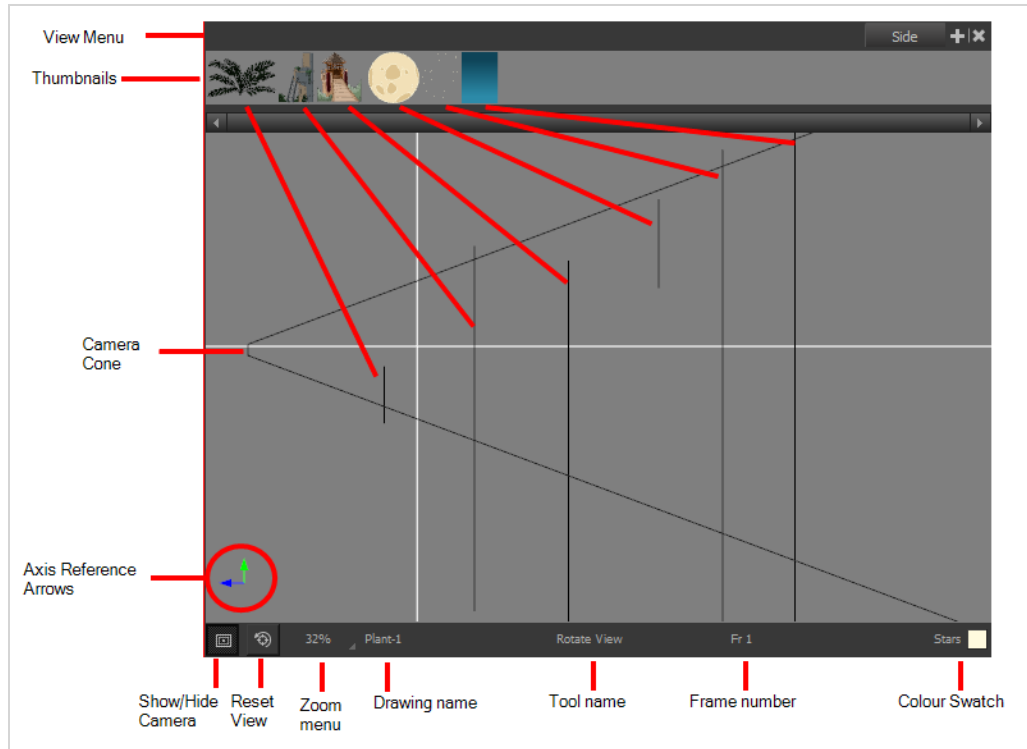 View Menu
Side
Thumbnails
Camera
Cone
Axis Reference
Arrows
32%
Plant-1
Rotate View
Fr 1
Stars
Show/Hide
Camera
Reset
View
Zoom
menu
Drawing name
Tool name
Frame number
Colour Swatch